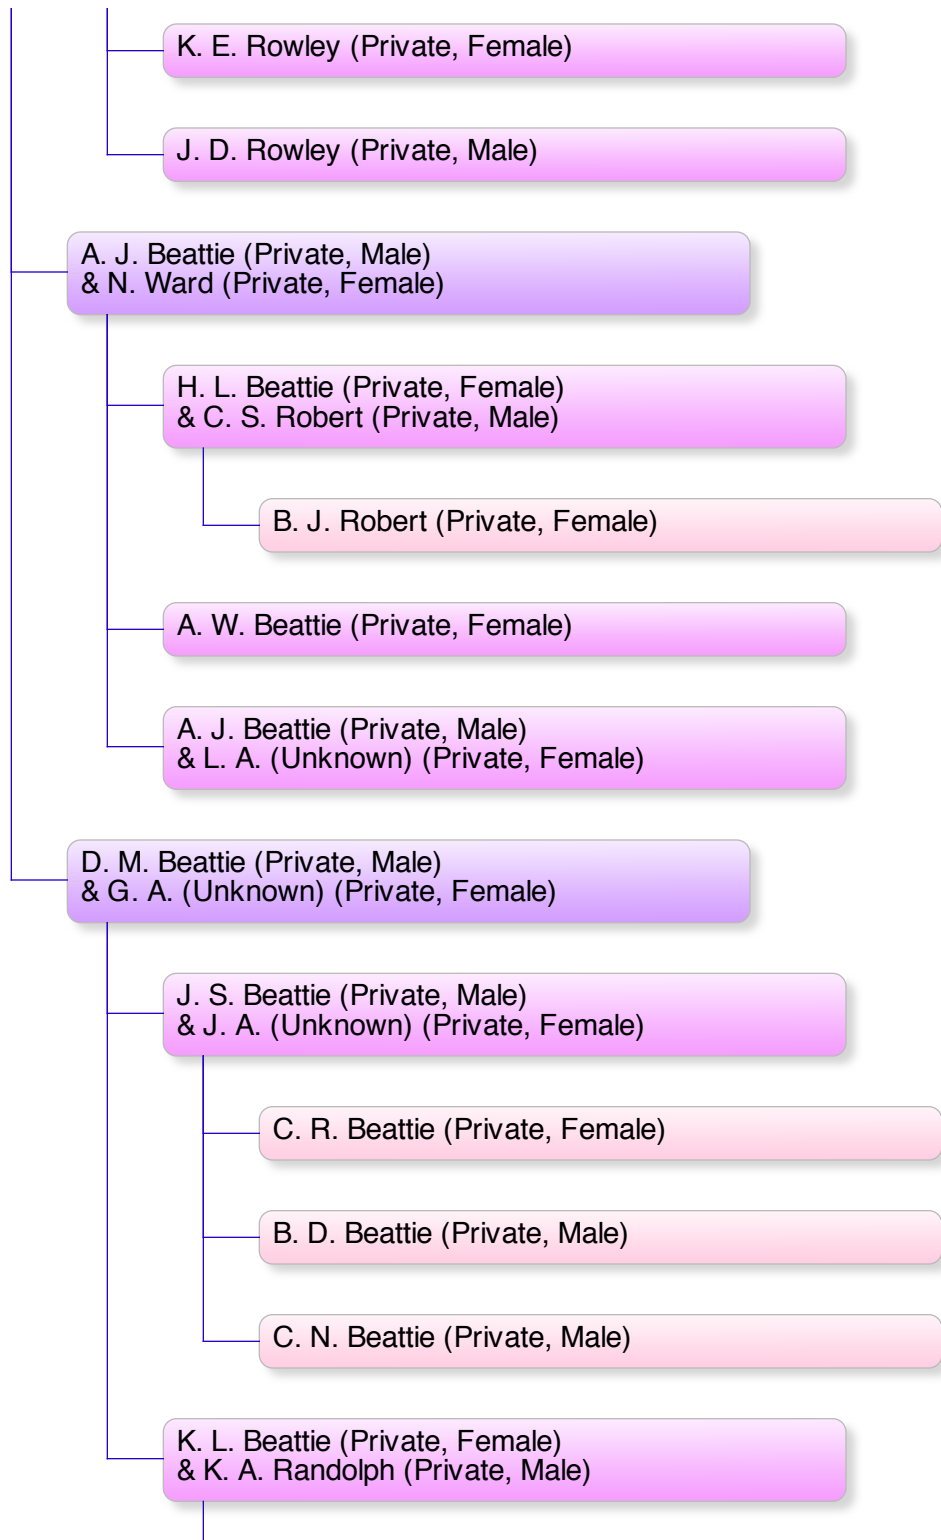 K. E. Rowley (Private, Female)
J. D. Rowley (Private, Male)
A. J. Beattie (Private, Male)
& N. Ward (Private, Female)
H. L. Beattie (Private, Female)
& C. S. Robert (Private, Male)
B. J. Robert (Private, Female)
A. W. Beattie (Private, Female)
A. J. Beattie (Private, Male)
& L. A. (Unknown) (Private, Female)
D. M. Beattie (Private, Male)
& G. A. (Unknown) (Private, Female)
J. S. Beattie (Private, Male)
& J. A. (Unknown) (Private, Female)
C. R. Beattie (Private, Female)
B. D. Beattie (Private, Male)
C. N. Beattie (Private, Male)
K. L. Beattie (Private, Female)
& K. A. Randolph (Private, Male)